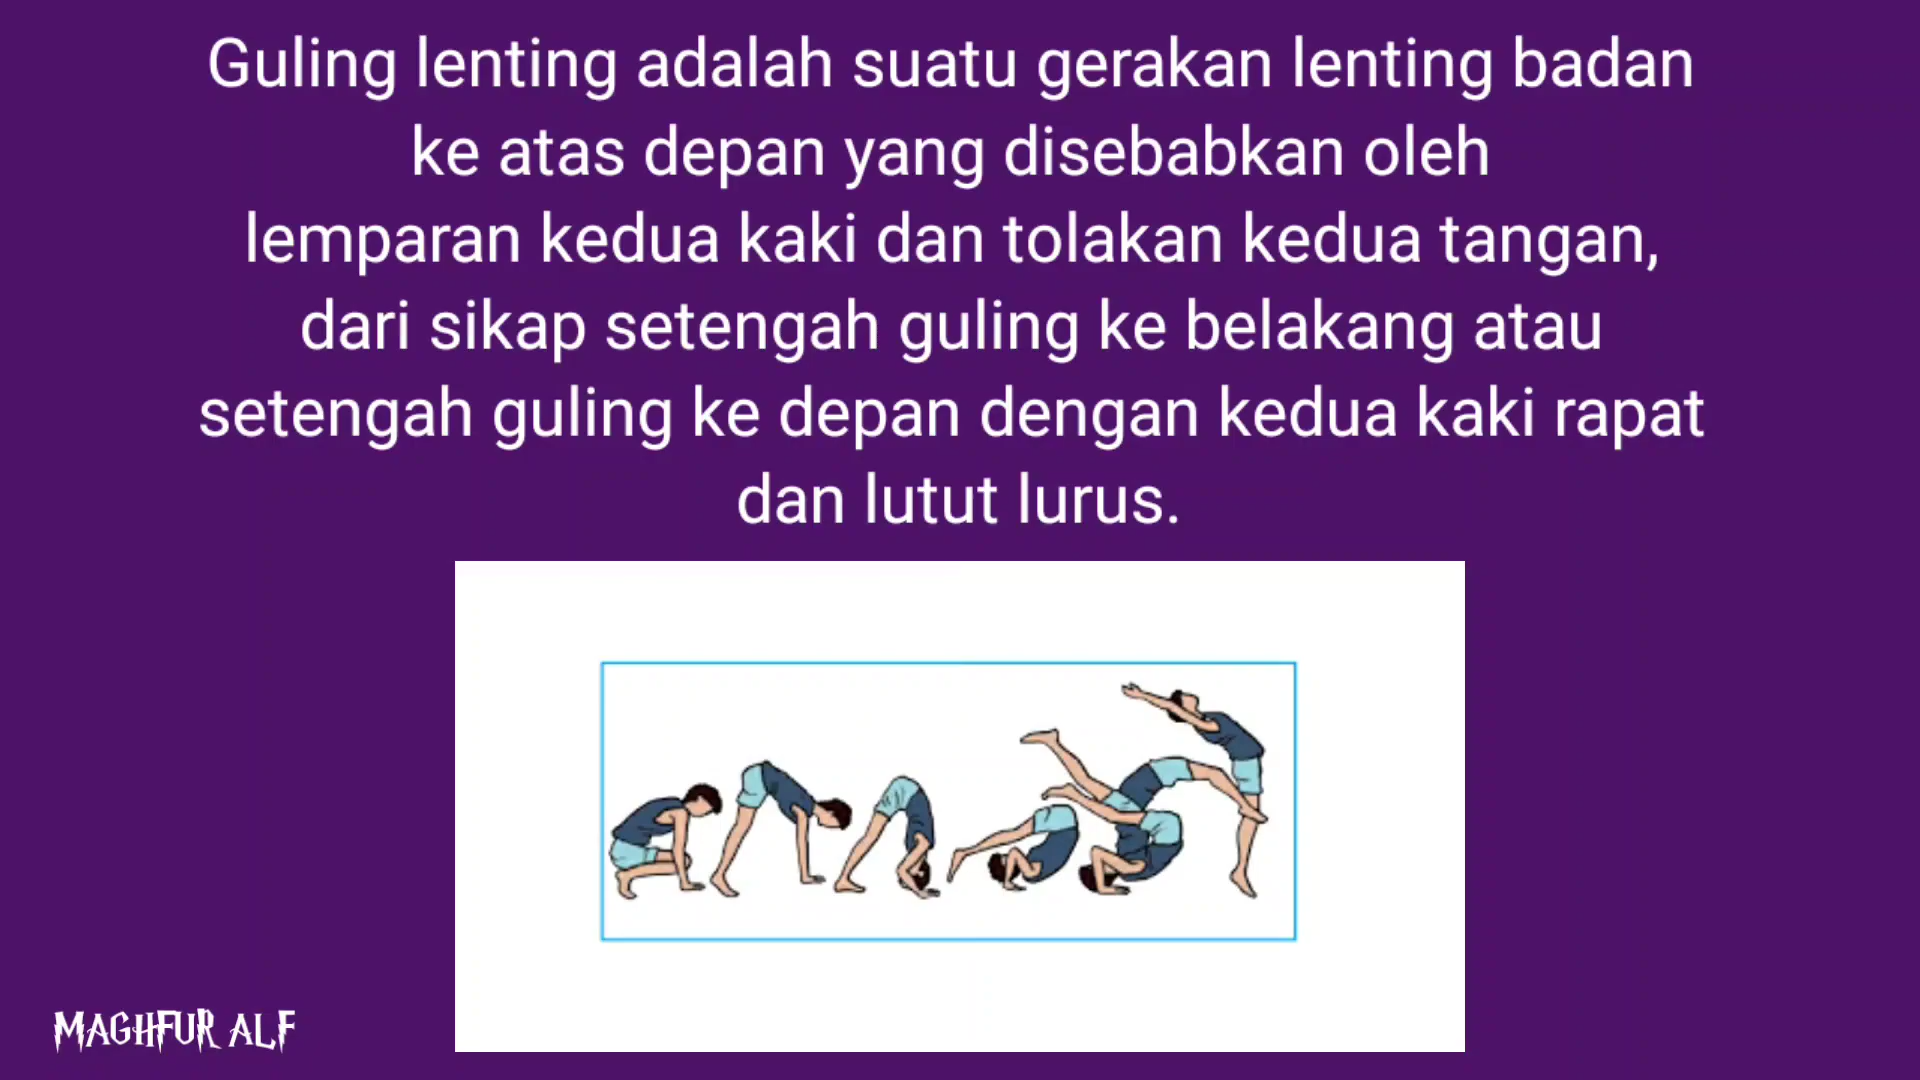 Guling lenting adalah suatu gerakan lenting badan
ke atas depan yang disebabkan oleh
lemparan kedua kaki dan tolakan kedua tangan,
dari sikap setengah guling ke belakang atau
setengah guling ke depan dengan kedua kaki rapat
dan lutut lurus.
MAGHFUR ALF